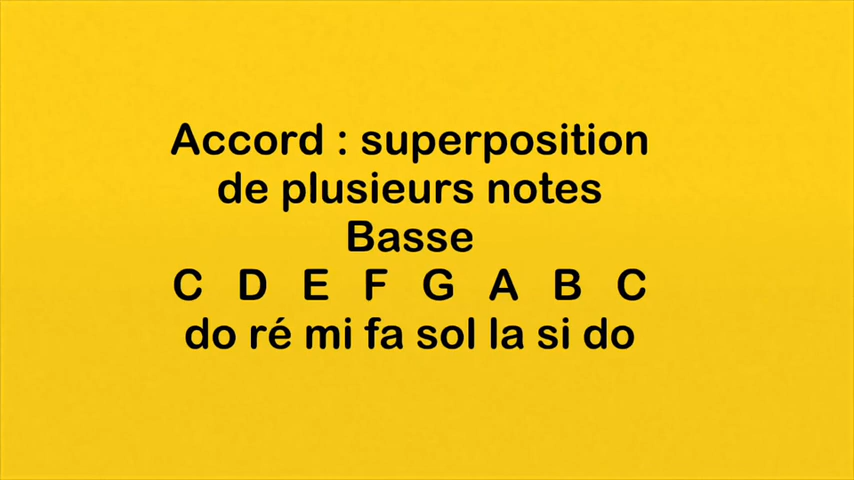 Accord : superposition
de plusieurs notes
Basse
C D E F G A B C
do ré mi fa sol la si do